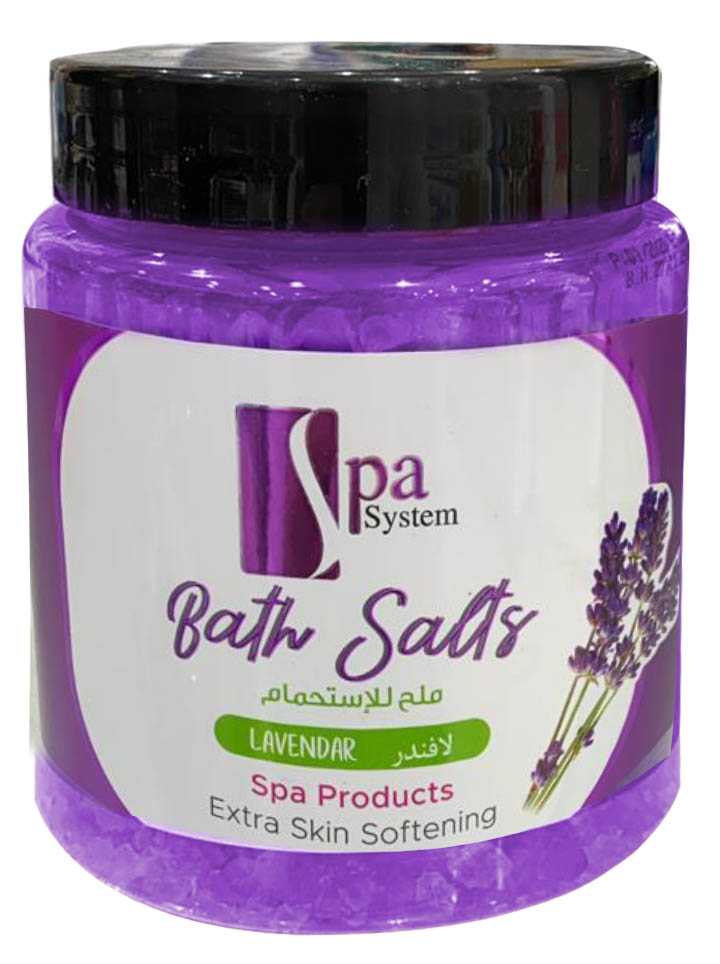 Spa
System
Bath Salts
ملح للإستحمام
LAVENDAR لافندر
Spa Products
Extra Skin Softening